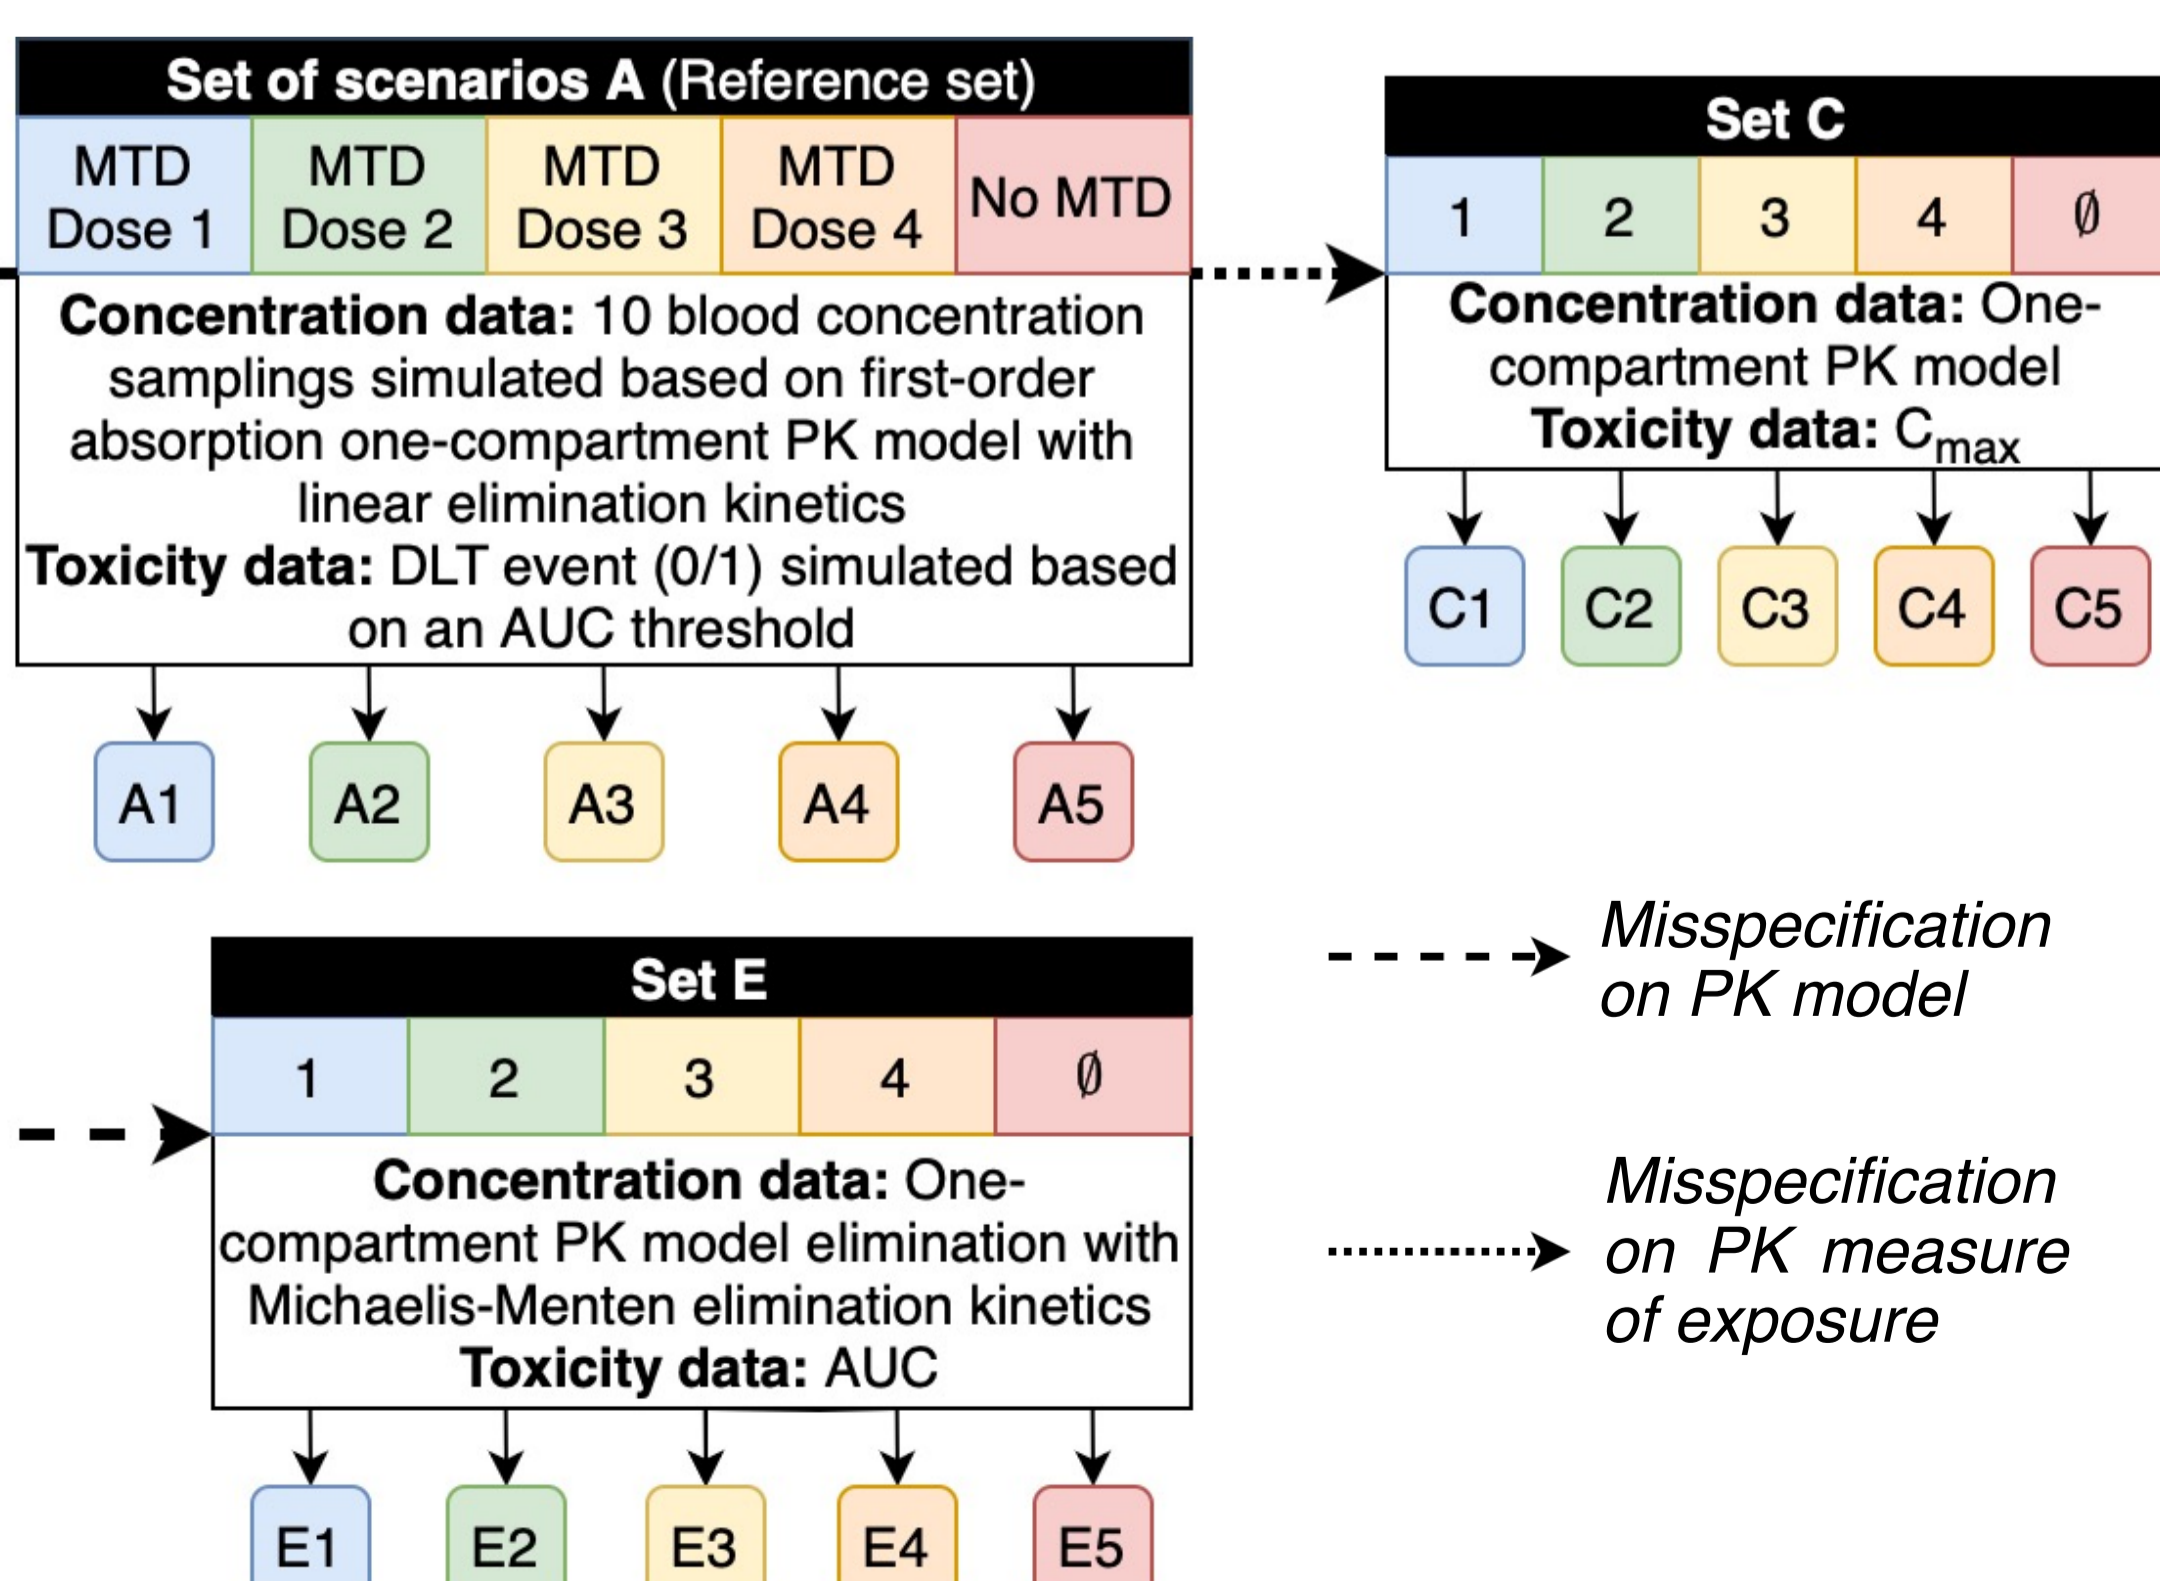 Set of scenarios A (Reference set)
MTD
Dose 1
MTD
Dose 2
MTD
Dose 3
MTD
Dose 4
No MTD
Concentration data: 10 blood concentration
samplings simulated based on first-order
absorption one-compartment PK model with
linear elimination kinetics
Toxicity data: DLT event (0/1) simulated based
on an AUC threshold
A1
A2
A3
A4
A5
Set C
1
2
3
4
∅
Concentration data: One-
compartment PK model
Toxicity data: Cmax
C1
C2
C3
C4
C5
Set E
1
2
3
4
∅
Concentration data: One-
compartment PK model elimination with
Michaelis-Menten elimination kinetics
Toxicity data: AUC
E1
E2
E3
E4
E5
Misspecification
on PK model
Misspecification
on PK measure
of exposure